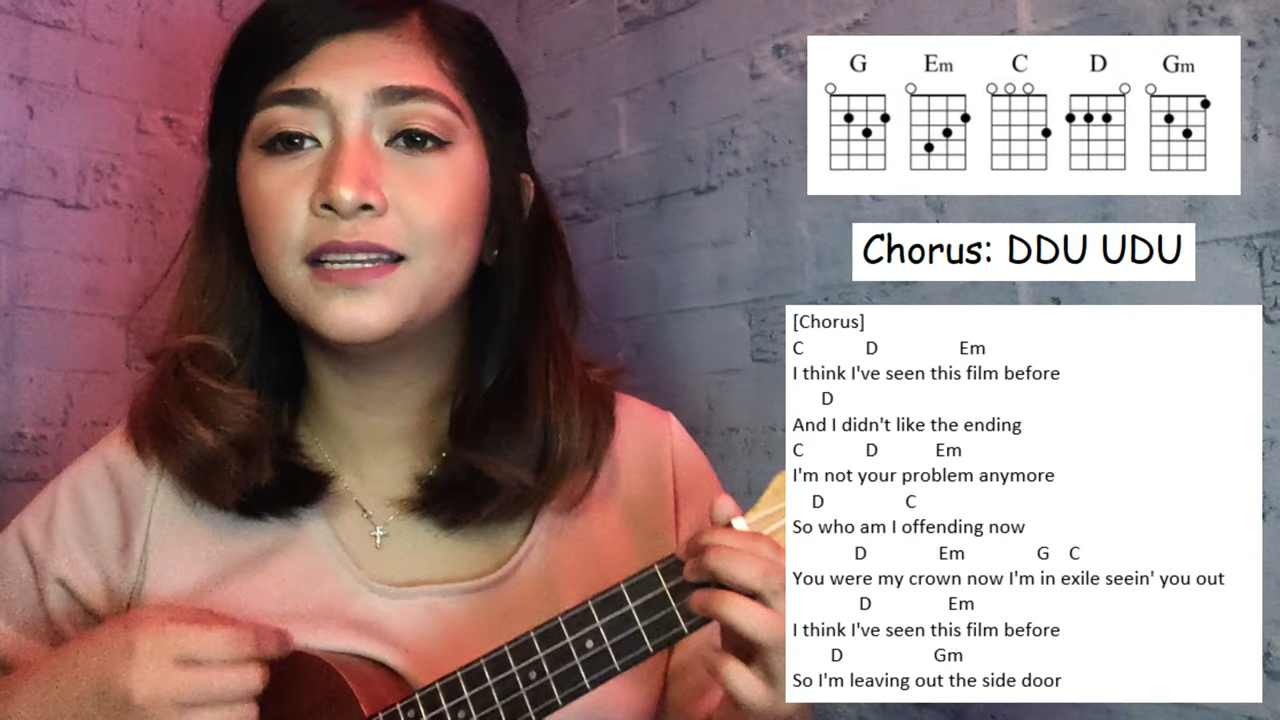 G Em C D Gm
Chorus: DDU UDU
[Chorus]
C D Em
I think I've seen this film before
D
And I didn't like the ending
C D Em
I'm not your problem anymore
D C
So who am I offending now
D Em G C
You were my crown now I'm in exile seein' you out
D Em
I think I've seen this film before
D Gm
So I'm leaving out the side door